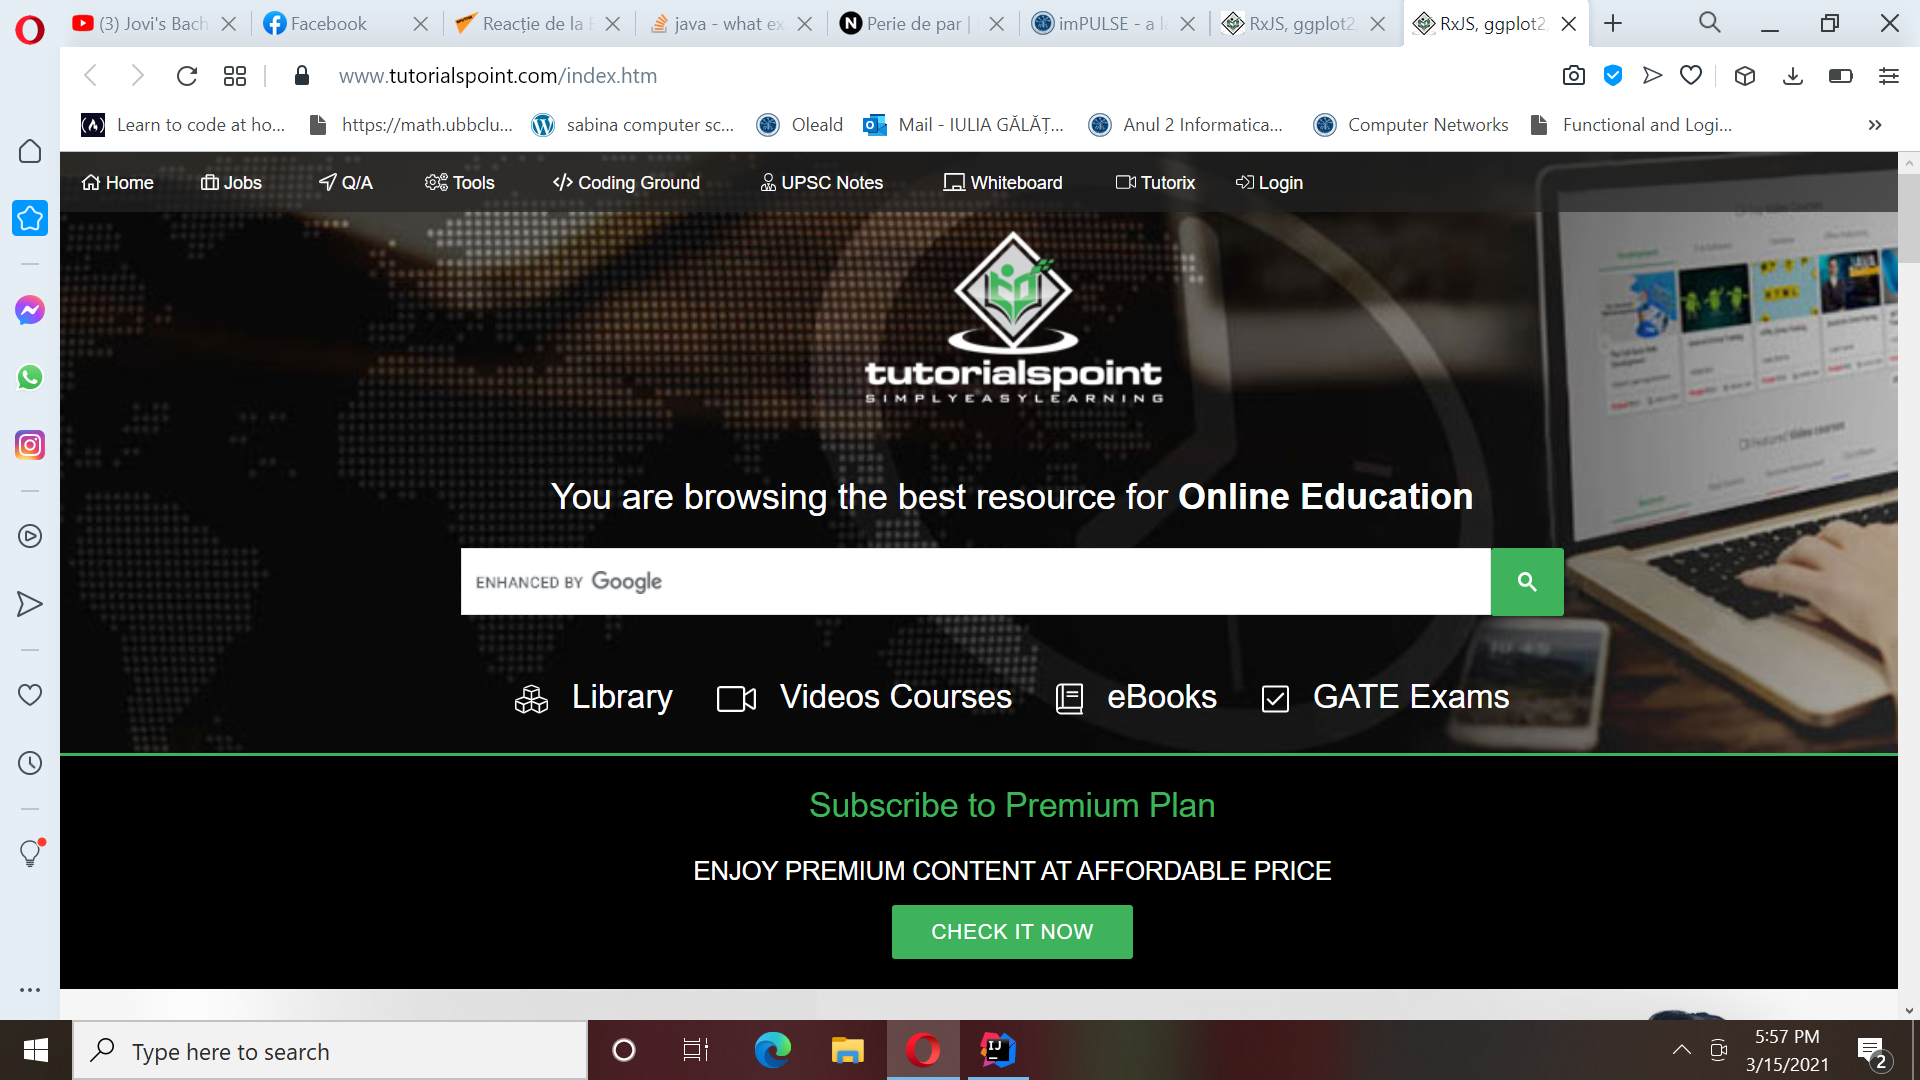 (3) Jovi's Bach
Facebook
Reacție de la
java - what ex
Perie de par |
imPULSE - a la
RxJS, ggplot2
RxJS, ggplot2
www.tutorialspoint.com/index.htm
Learn to code at ho...
https://math.ubbclu...
sabina computer sc...
Oleald
Mail - IULIA GĂLĂȚ...
Anul 2 Informatica...
Computer Networks
Functional and Logi...
Home
Jobs
Q/A
Tools
Coding Ground
UPSC Notes
Whiteboard
Tutorix
Login
tutorialspoint
SIMPLYEASYLEARNING
You are browsing the best resource for Online Education
ENHANCED BY Google
Library
Videos Courses
eBooks
GATE Exams
Subscribe to Premium Plan
ENJOY PREMIUM CONTENT AT AFFORDABLE PRICE
CHECK IT NOW
Type here to search
5:57 PM
3/15/2021
2